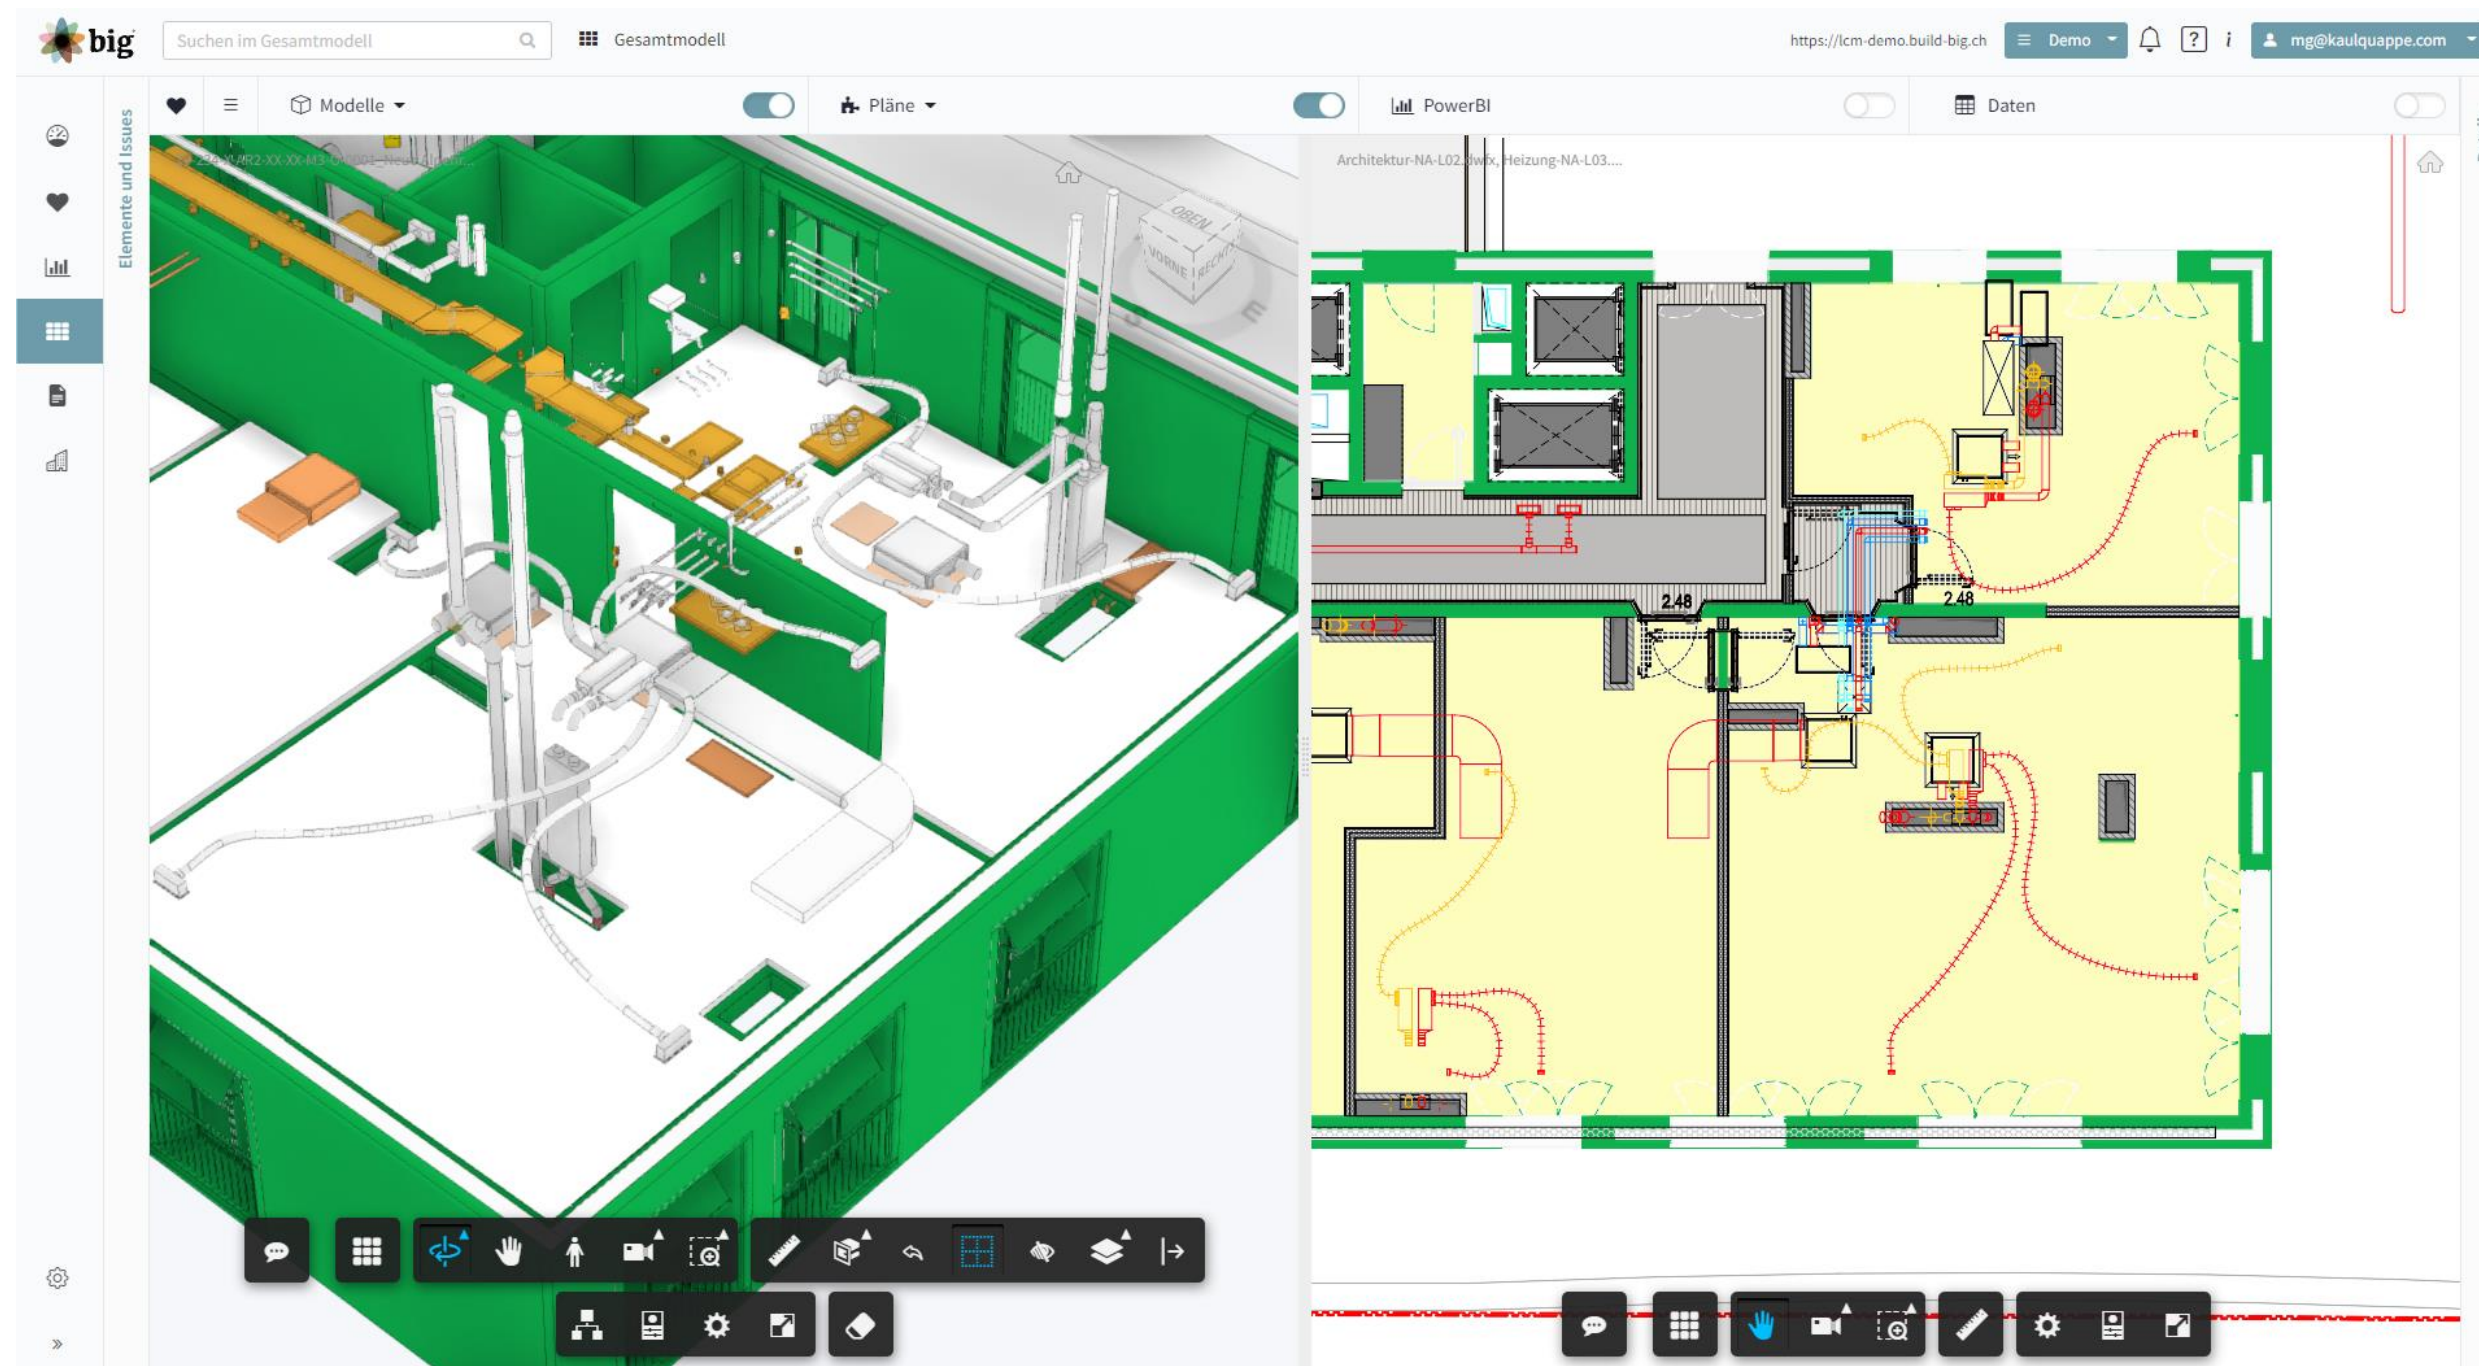 big
Suchen im Gesamtmodell
Gesamtmodell
https://lcm-demo.build-big.ch
Demo
?
i
mg@kaulquappe.com
Elemente und Issues
Modelle
Pläne
PowerBI
Daten
Architektur-NA-L02.dwfx, Heizung-NA-L03....
OBEN
VORNE
RECHTS
E
2.48
2.48